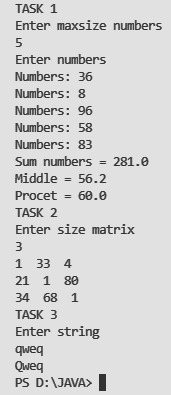 TASK 1
Enter maxsize numbers
5
Enter numbers
Numbers: 36
Numbers: 8
Numbers: 96
Numbers: 58
Numbers: 83
Sum numbers = 281.0
Middle = 56.2
Procet = 60.0
TASK 2
Enter size matrix
3
1  33  4
21  1  80
34  68  1
TASK 3
Enter string
qweq
Qweq
PS D:\JAVA>